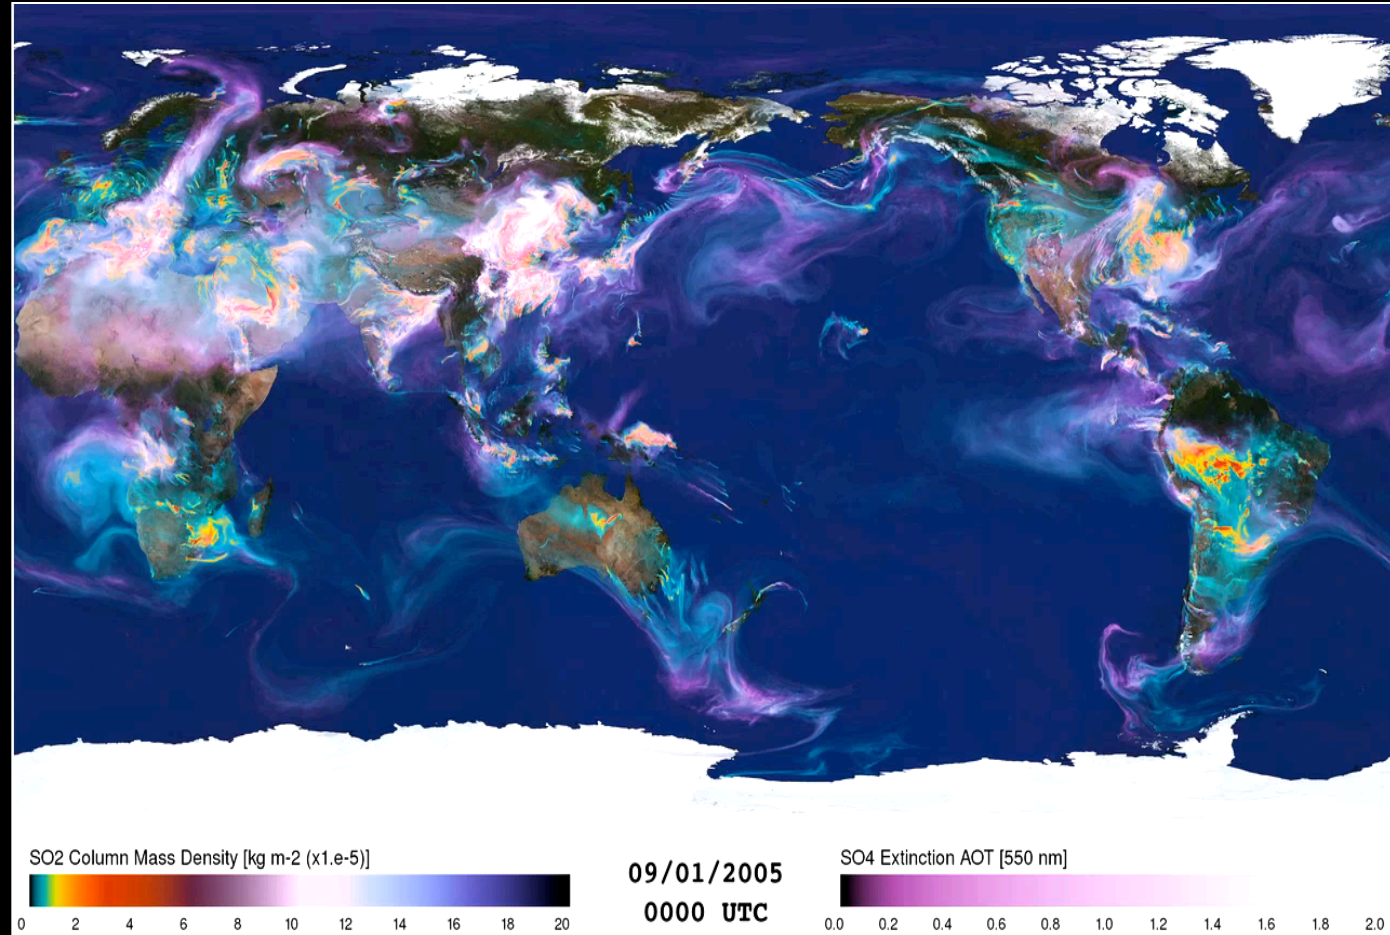 SO2 Column Mass Density [kg m-2 (x1.e-5)]
0 2 4 6 8 10 12 14 16 18 20
09/01/2005
0000 UTC
SO4 Extinction AOT [550 nm]
0.0 0.2 0.4 0.6 0.8 1.0 1.2 1.4 1.6 1.8 2.0